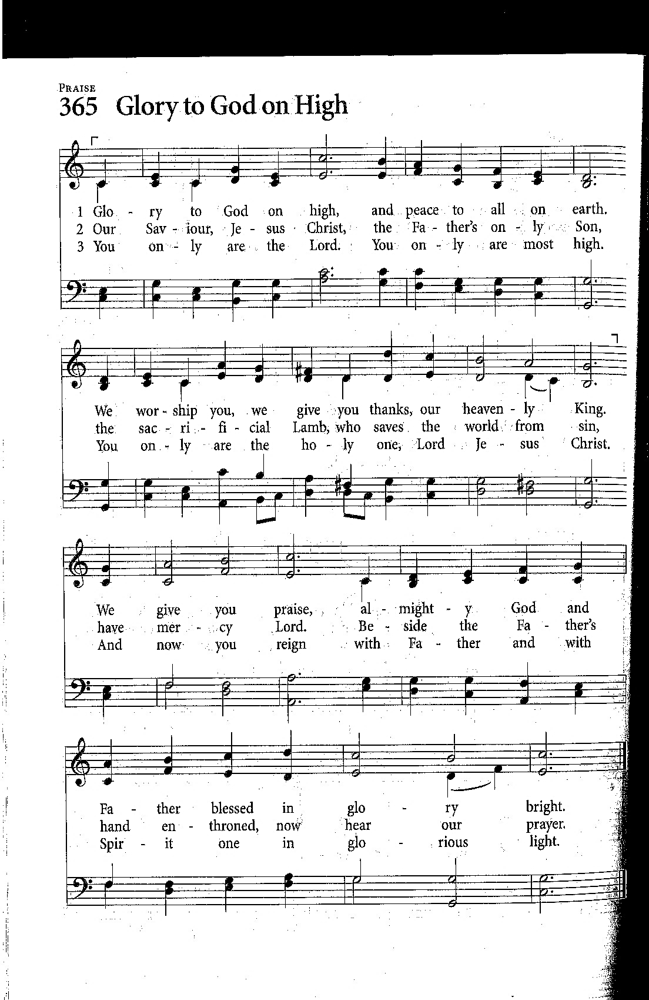 PRAISE
365 Glory to God on High
1 Glo - ry to God on high, and peace to all on earth.
2 Our Sav - iour, Je - sus Christ, the Fa - ther's on - ly Son,
3 You on - ly are the Lord. You on - ly are most high.
We wor - ship you, we give you thanks, our heaven - ly King.
the sac - ri - fi - cial Lamb, who saves the world from sin,
You on - ly are the ho - ly one, Lord Je - sus Christ.
We give you praise, al - might - y God and
have mer - cy Lord. Be - side the Fa - ther's
And now you reign with Fa - ther and with
Fa - ther blessed in glo - ry bright.
hand en - throned, now hear our prayer.
Spir - it one in glo - rious light.